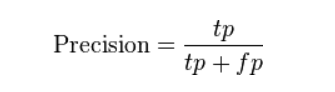 Precision = tp / (tp + fp)